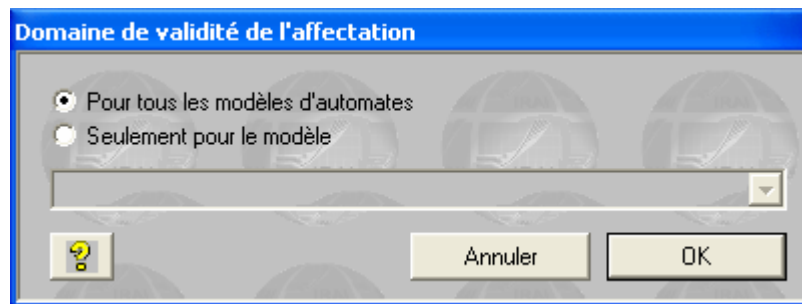 Domaine de validité de l'affectation
Pour tous les modèles d'automates
Seulement pour le modèle
Annuler
OK